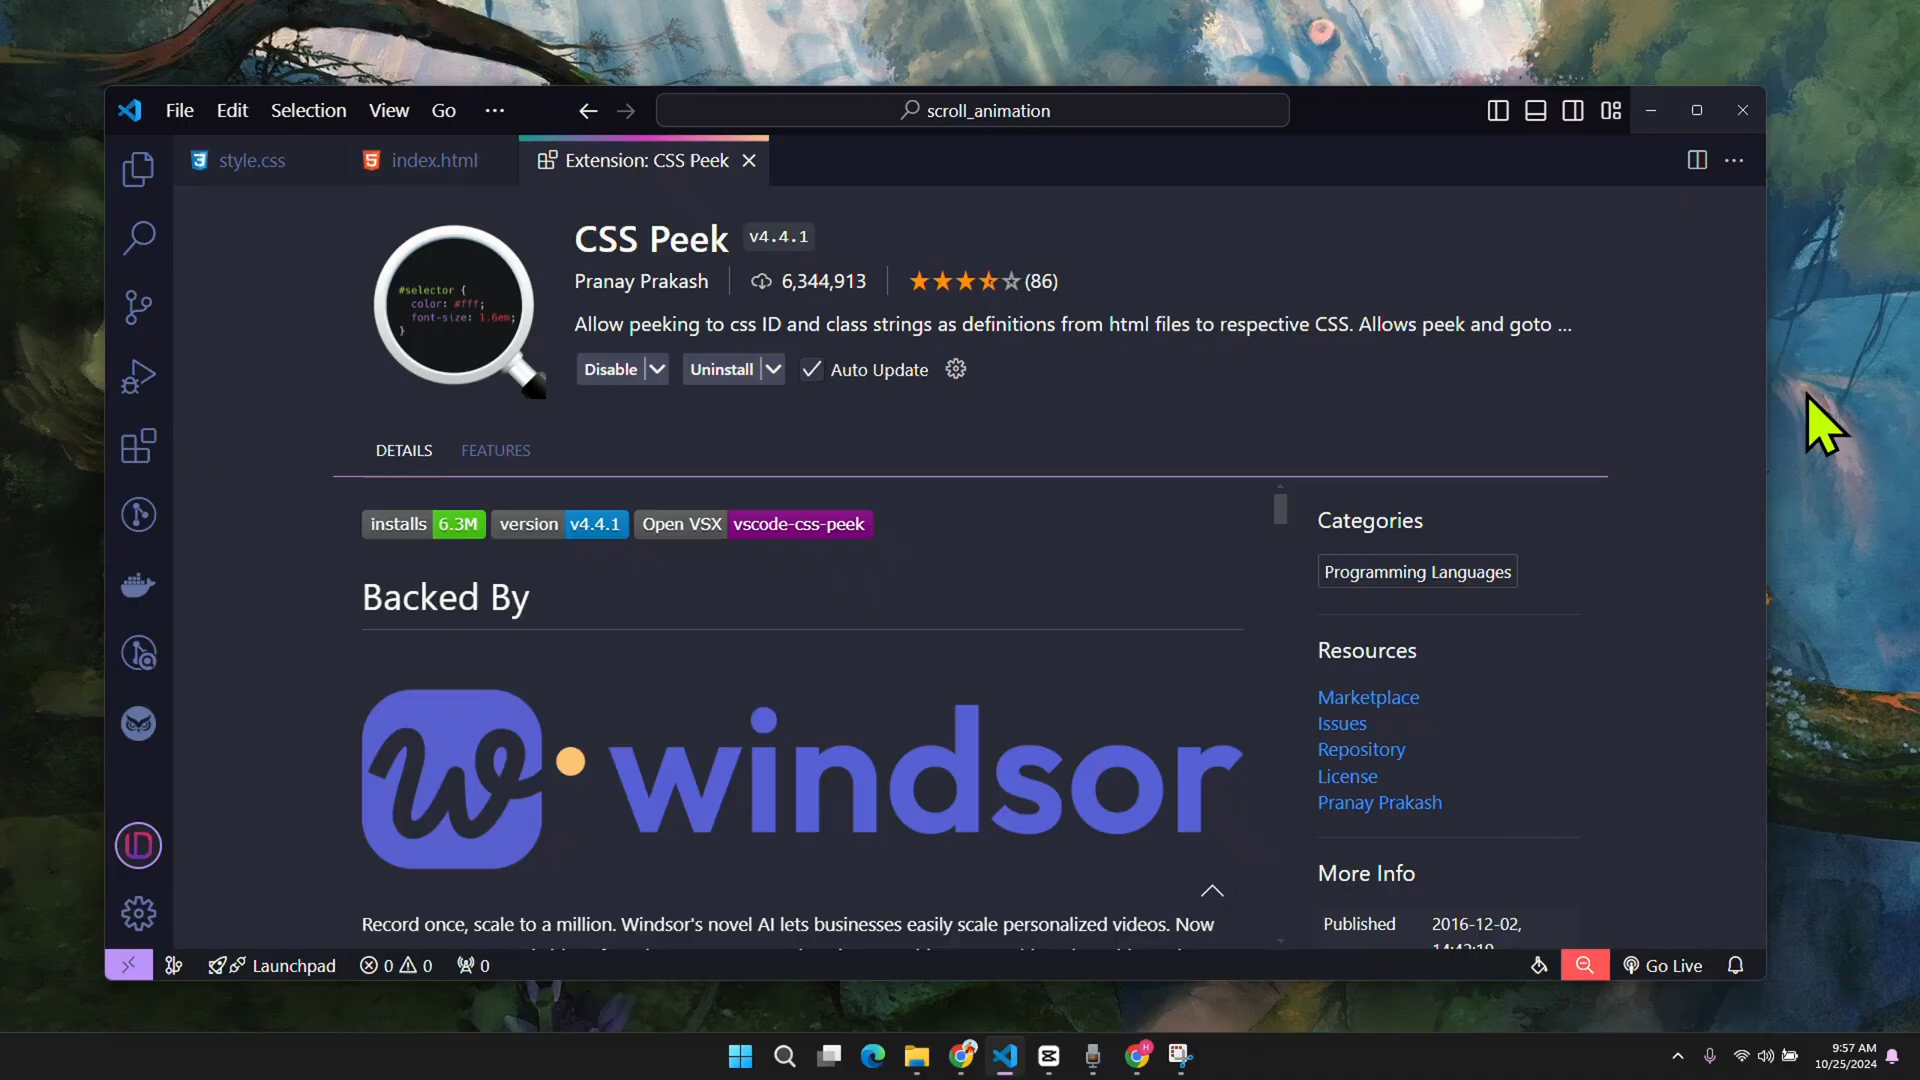 File Edit Selection View Go ··· scroll_animation
style.css index.html Extension: CSS Peek
CSS Peek v4.4.1
#selector {
color: #fff;
font-size: 1.6em;
}
Pranay Prakash 6,344,913 (86)
Allow peeking to css ID and class strings as definitions from html files to respective CSS. Allows peek and goto ...
Disable Uninstall Auto Update
DETAILS FEATURES
installs 6.3M version v4.4.1 Open VSX vscode-css-peek
Backed By
w windsor
Record once, scale to a million. Windsor's novel AI lets businesses easily scale personalized videos. Now
Categories
Programming Languages
Resources
Marketplace
Issues
Repository
License
Pranay Prakash
More Info
Published 2016-12-02,
Launchpad 0 0 0 Go Live
9:57 AM
10/25/2024